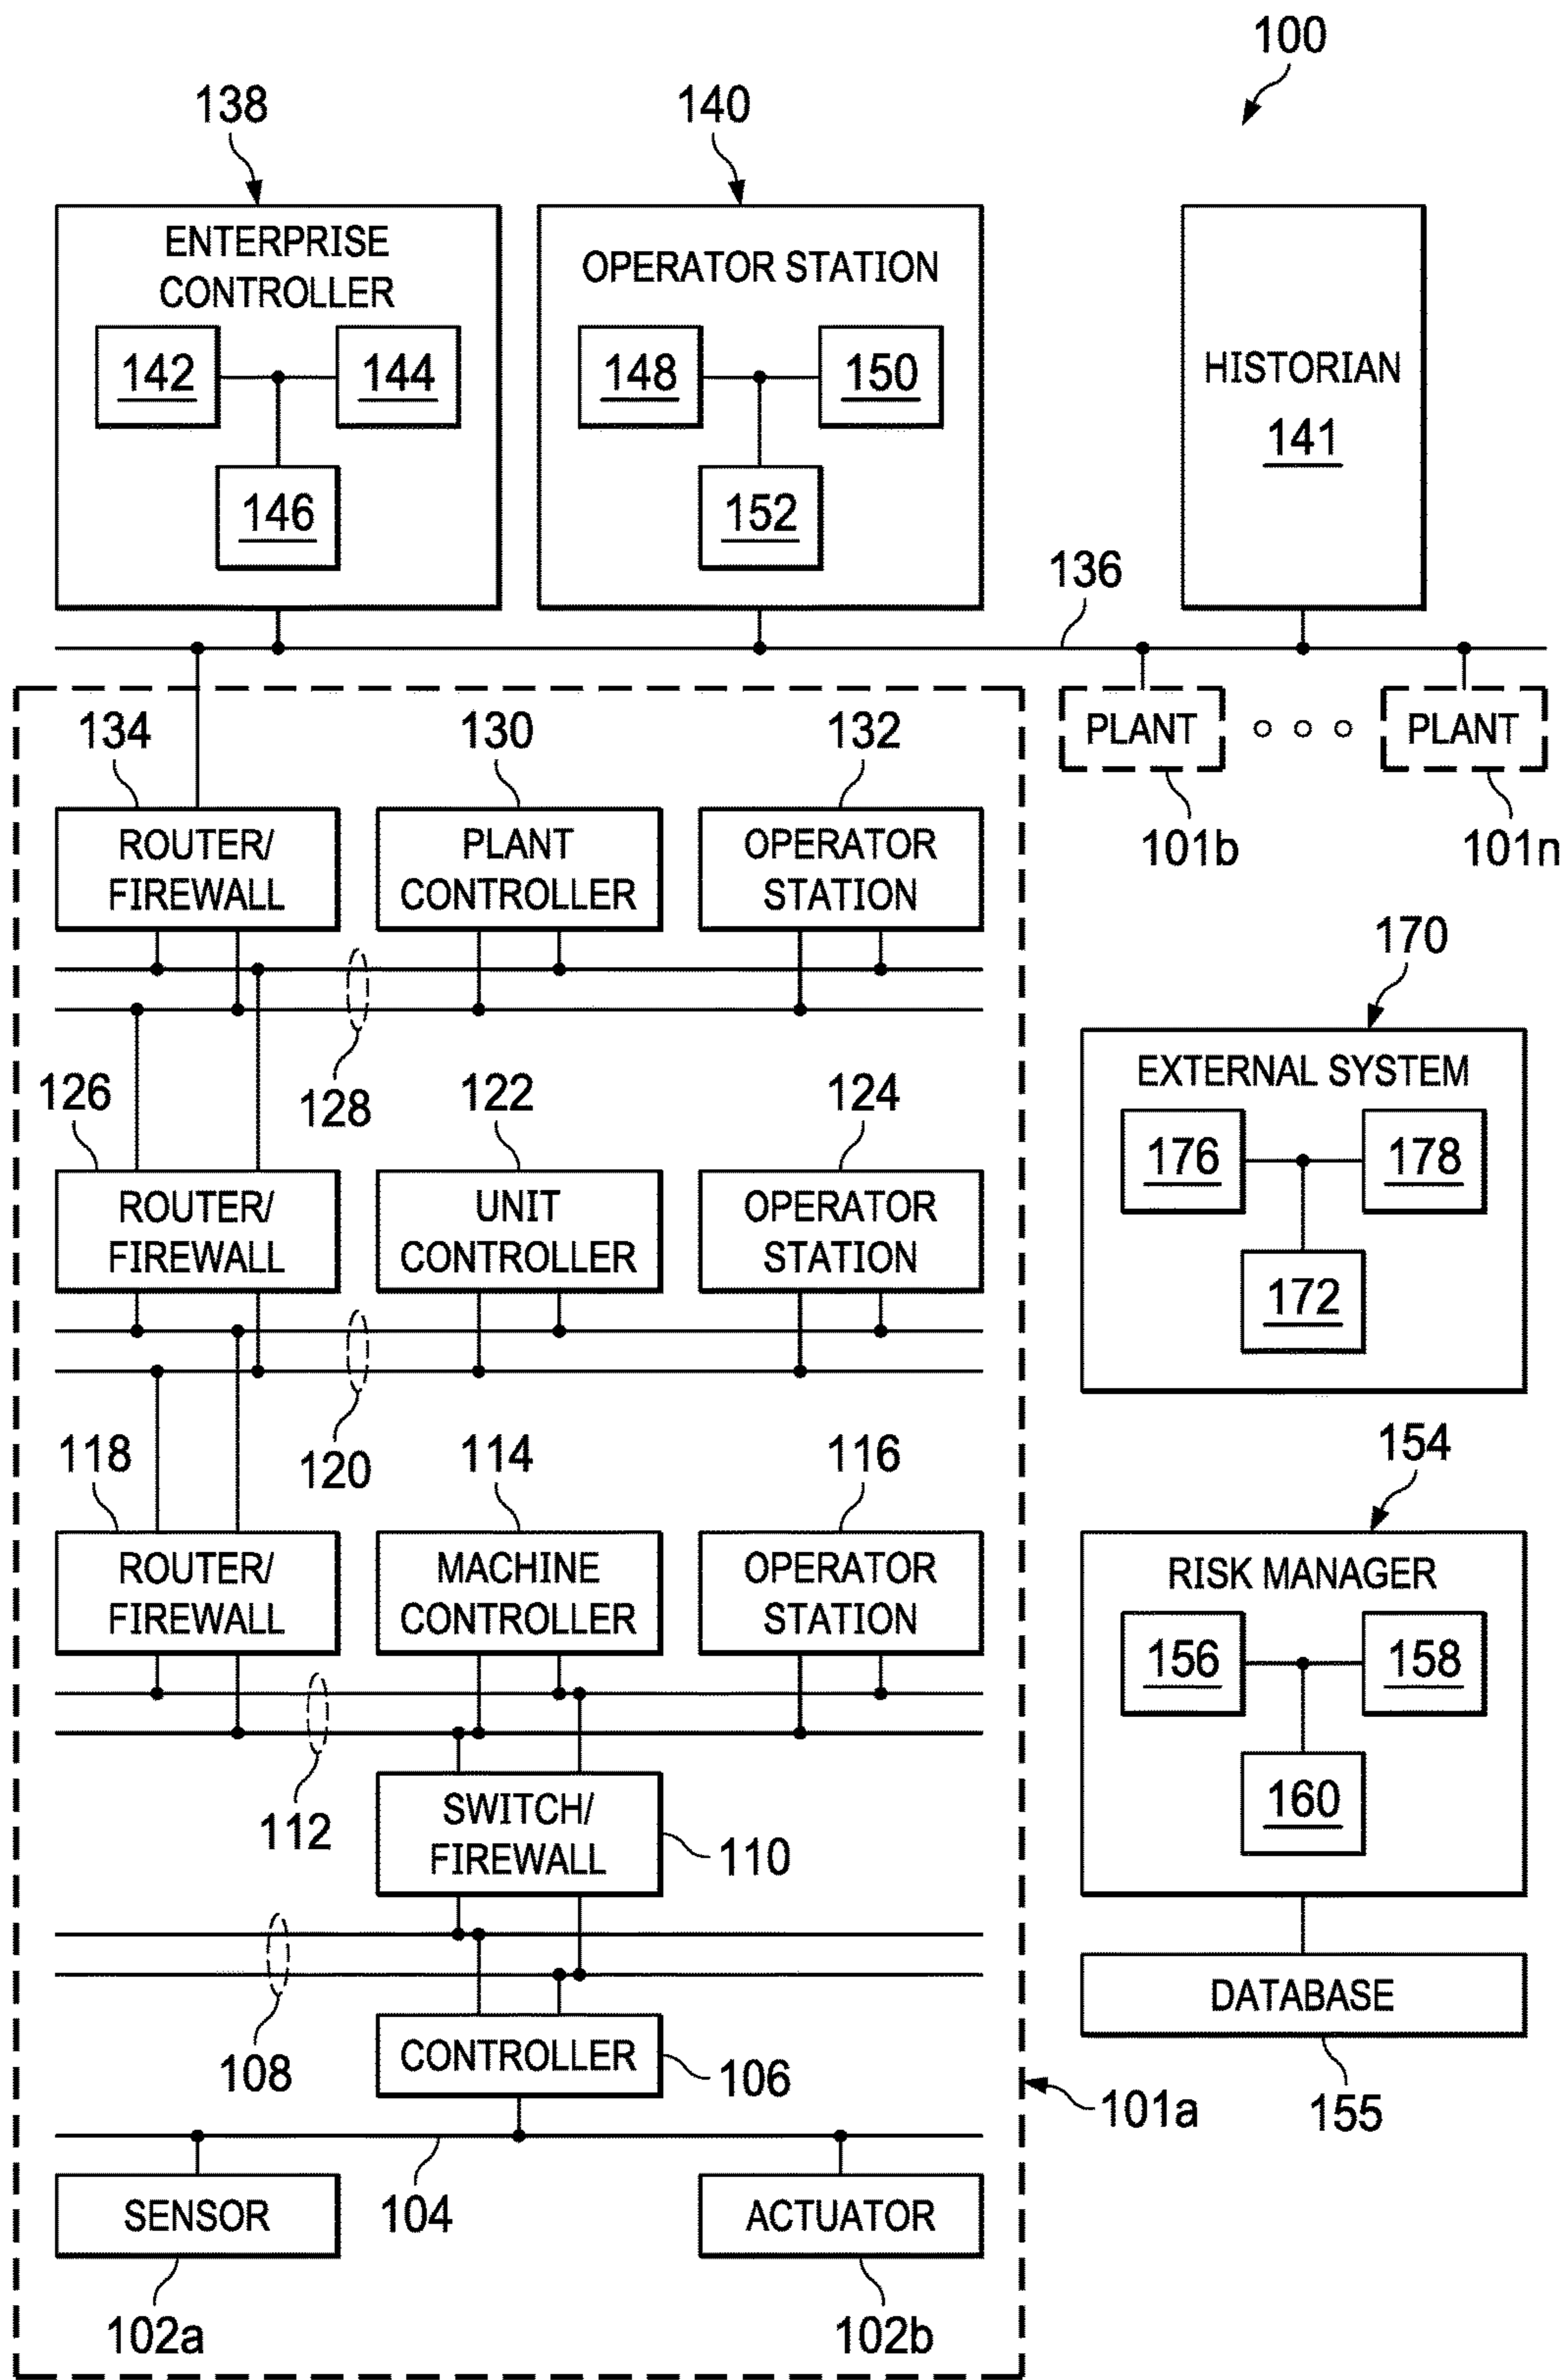 100
138
140
ENTERPRISE
CONTROLLER
142
144
146
OPERATOR STATION
148
150
152
HISTORIAN
141
136
PLANT
PLANT
101b
101n
134
130
132
ROUTER/
FIREWALL
PLANT
CONTROLLER
OPERATOR
STATION
128
126
122
124
ROUTER/
FIREWALL
UNIT
CONTROLLER
OPERATOR
STATION
120
118
114
116
ROUTER/
FIREWALL
MACHINE
CONTROLLER
OPERATOR
STATION
112
SWITCH/
FIREWALL
110
108
CONTROLLER
106
104
SENSOR
ACTUATOR
102a
102b
101a
170
EXTERNAL SYSTEM
176
178
172
154
RISK MANAGER
156
158
160
DATABASE
155